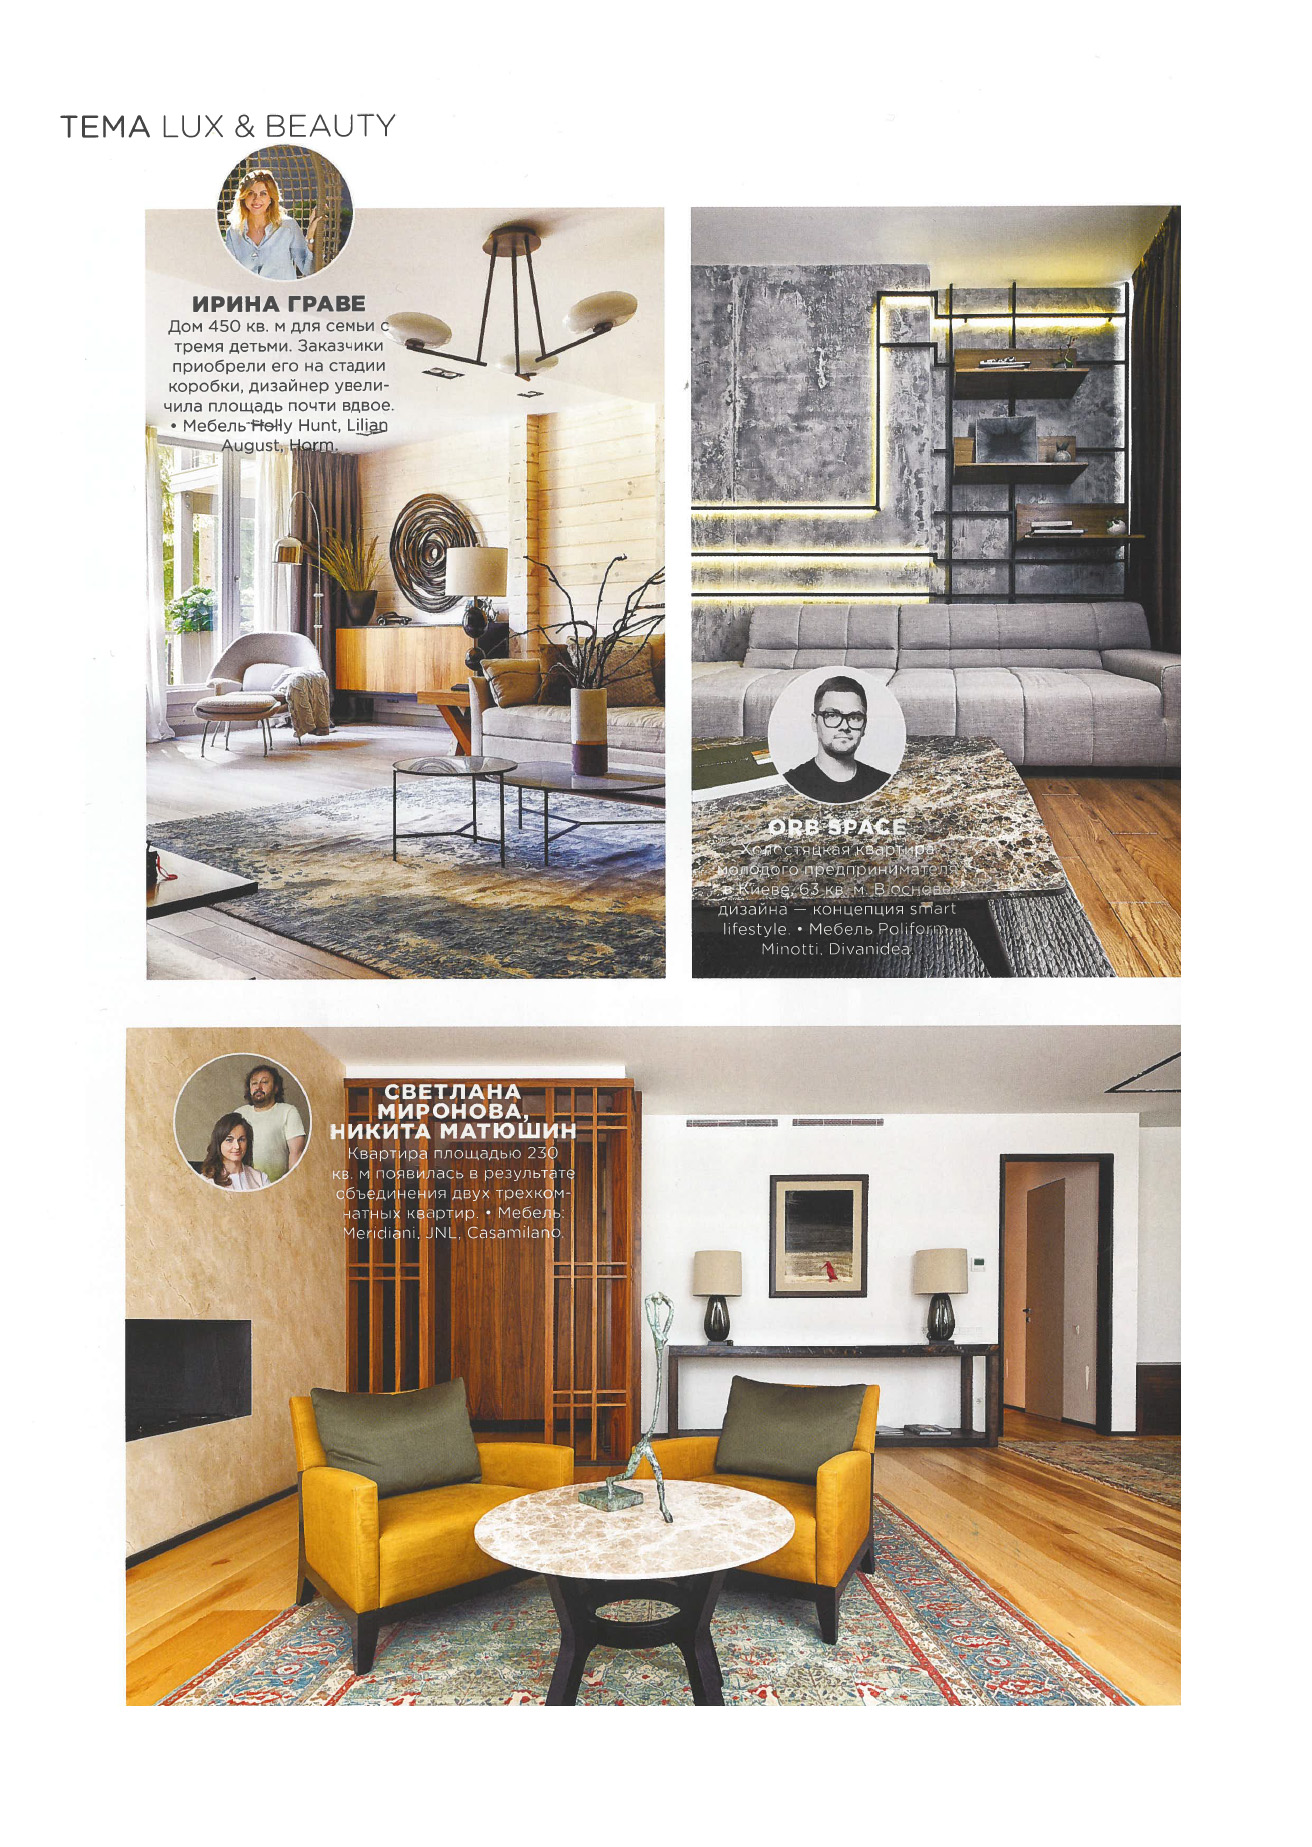 ТЕМА LUX & BEAUTY
ИРИНА ГРАВЕ
Дом 450 кв. м для семьи с
тремя детьми. Заказчики
приобрели его на стадии
коробки, дизайнер увели-
чила площадь почти вдвое.
• Мебель Holly Hunt, Lilian
August, Horm.
ORB SPACE
Холостяцкая квартира
молодого предпринимателя
в Киеве, 63 кв. м. В основе
дизайна — концепция smart
lifestyle. • Мебель Poliform,
Minotti, Divanidea.
СВЕТЛАНА
МИРОНОВА,
НИКИТА МАТЮШИН
Квартира площадью 230
кв. м появилась в результате
объединения двух трехком-
натных квартир. • Мебель:
Meridiani, JNL, Casamilano.